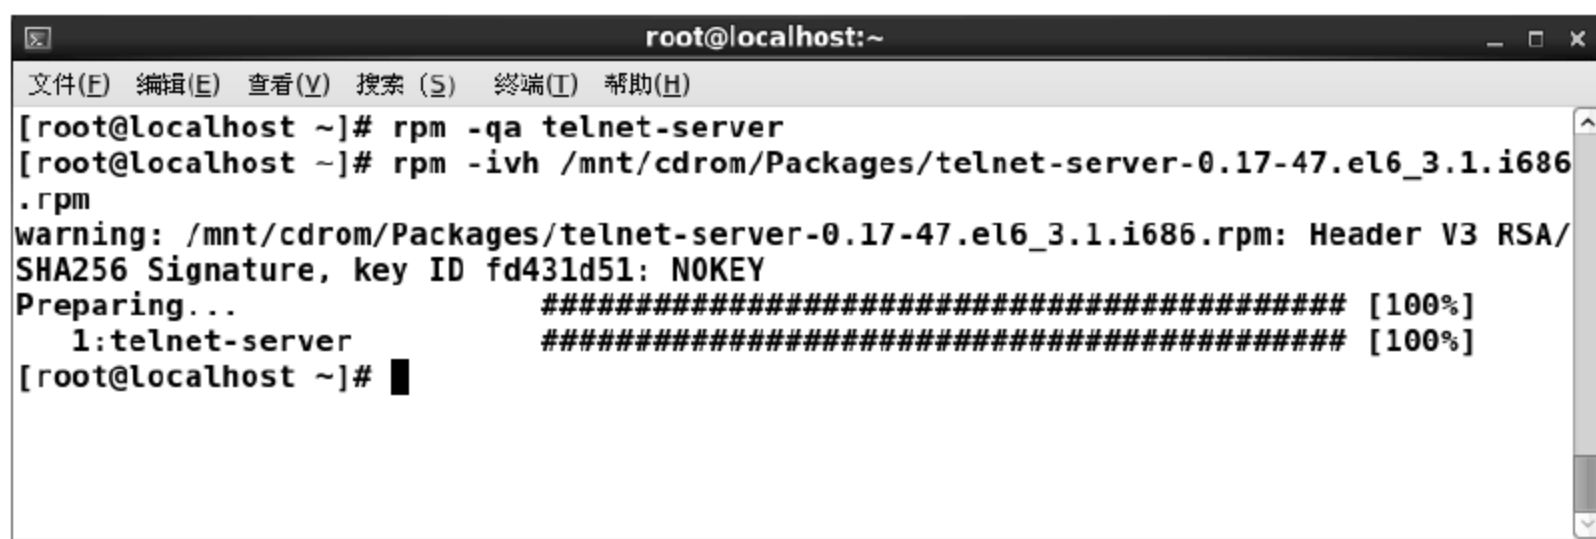 root@localhost:~
文件(F) 编辑(E) 查看(V) 搜索 (S) 终端(T) 帮助(H)
[root@localhost ~]# rpm -qa telnet-server
[root@localhost ~]# rpm -ivh /mnt/cdrom/Packages/telnet-server-0.17-47.el6_3.1.i686
.rpm
warning: /mnt/cdrom/Packages/telnet-server-0.17-47.el6_3.1.i686.rpm: Header V3 RSA/
SHA256 Signature, key ID fd431d51: NOKEY
Preparing... ########################################### [100%]
1:telnet-server ########################################### [100%]
[root@localhost ~]#